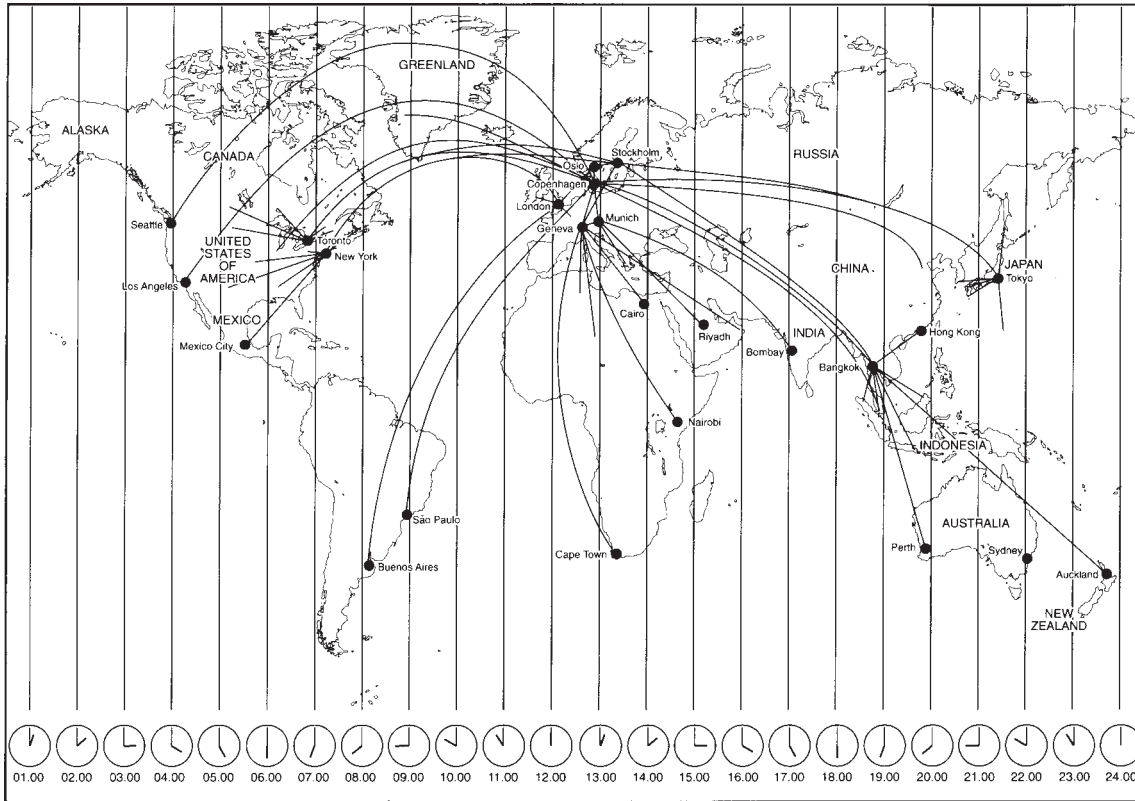 GREENLAND
ALASKA
CANADA
RUSSIA
Stockholm
Oslo
Copenhagen
London
Munich
Geneva
Seattle
Toronto
UNITED
STATES
OF
AMERICA
New York
Los Angeles
CHINA
JAPAN
Tokyo
Cairo
Riyadh
MEXICO
Mexico City
INDIA
Bombay
Hong Kong
Bangkok
Nairobi
INDONESIA
São Paulo
AUSTRALIA
Cape Town
Perth
Sydney
Buenos Aires
Auckland
NEW
ZEALAND
01.00 02.00 03.00 04.00 05.00 06.00 07.00 08.00 09.00 10.00 11.00 12.00 13.00 14.00 15.00 16.00 17.00 18.00 19.00 20.00 21.00 22.00 23.00 24.00